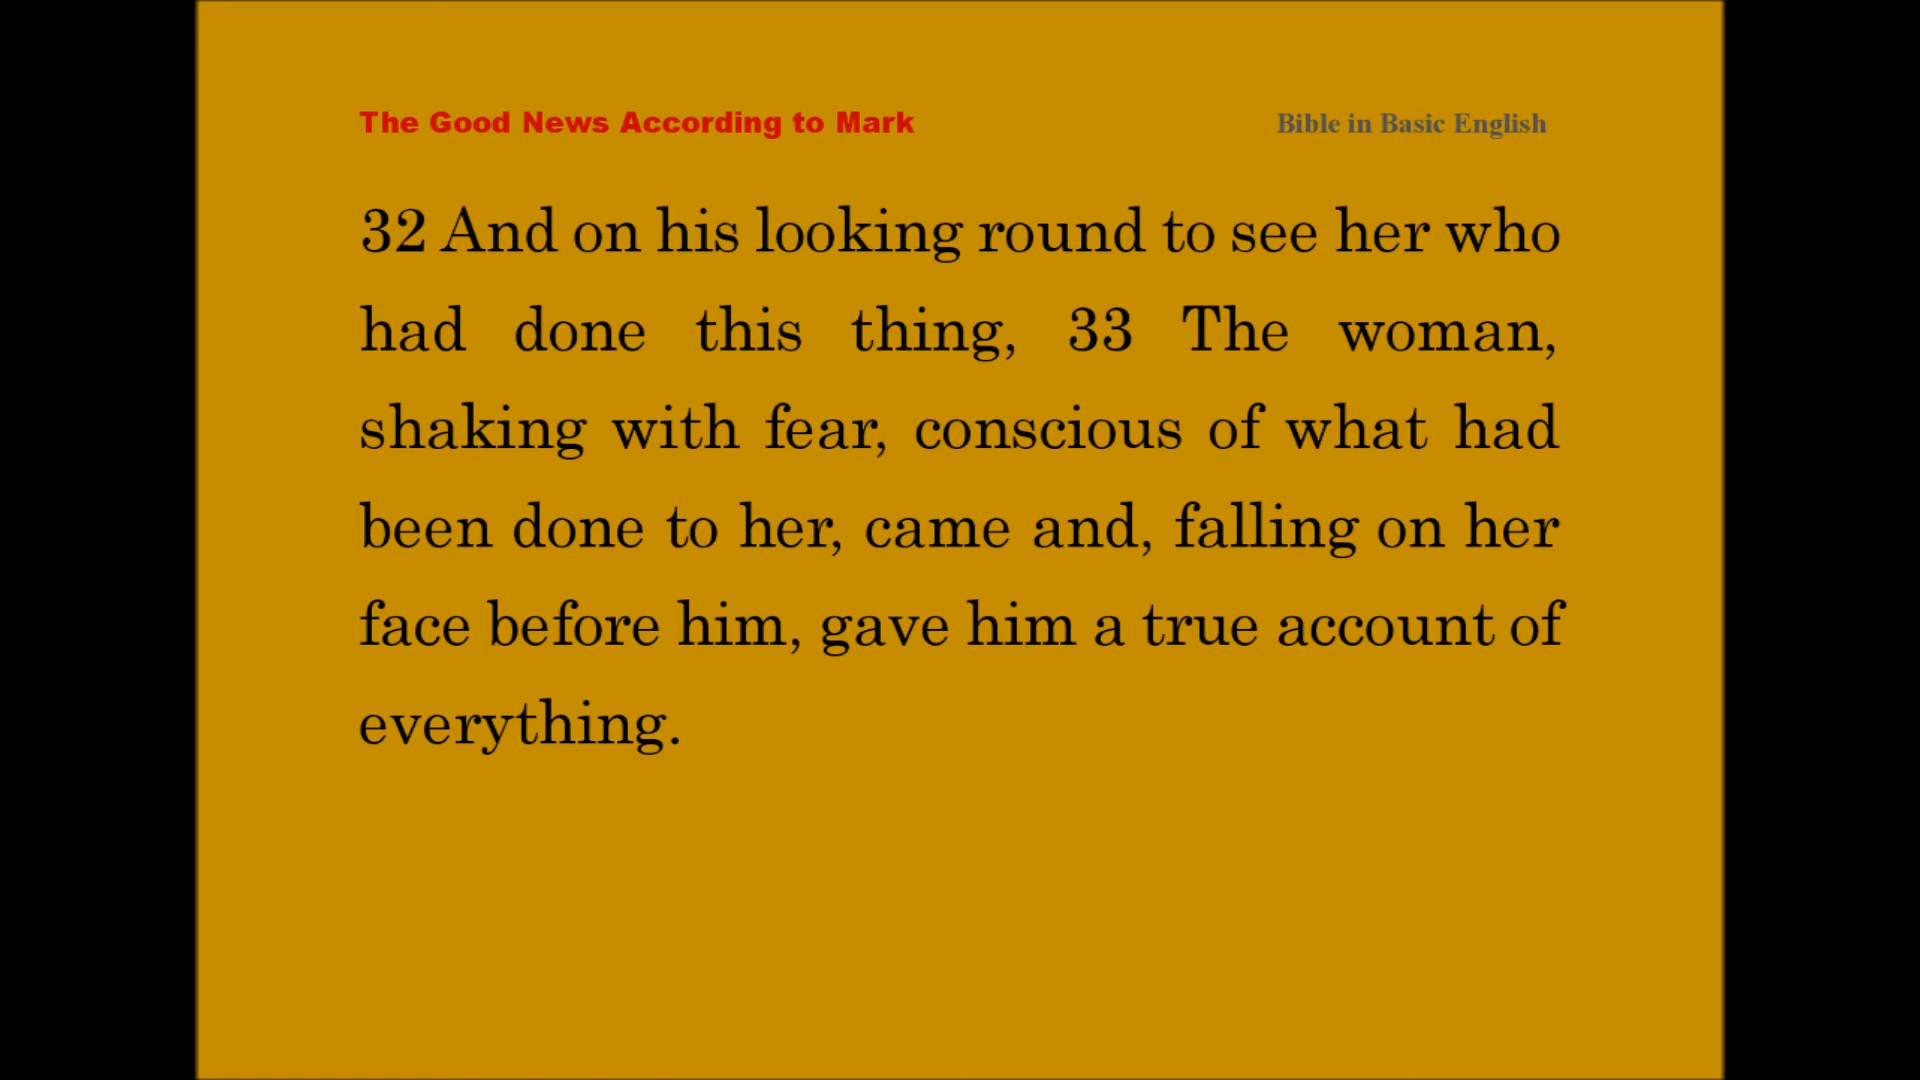 The Good News According to Mark
Bible in Basic English
32 And on his looking round to see her who
had done this thing, 33 The woman,
shaking with fear, conscious of what had
been done to her, came and, falling on her
face before him, gave him a true account of
everything.